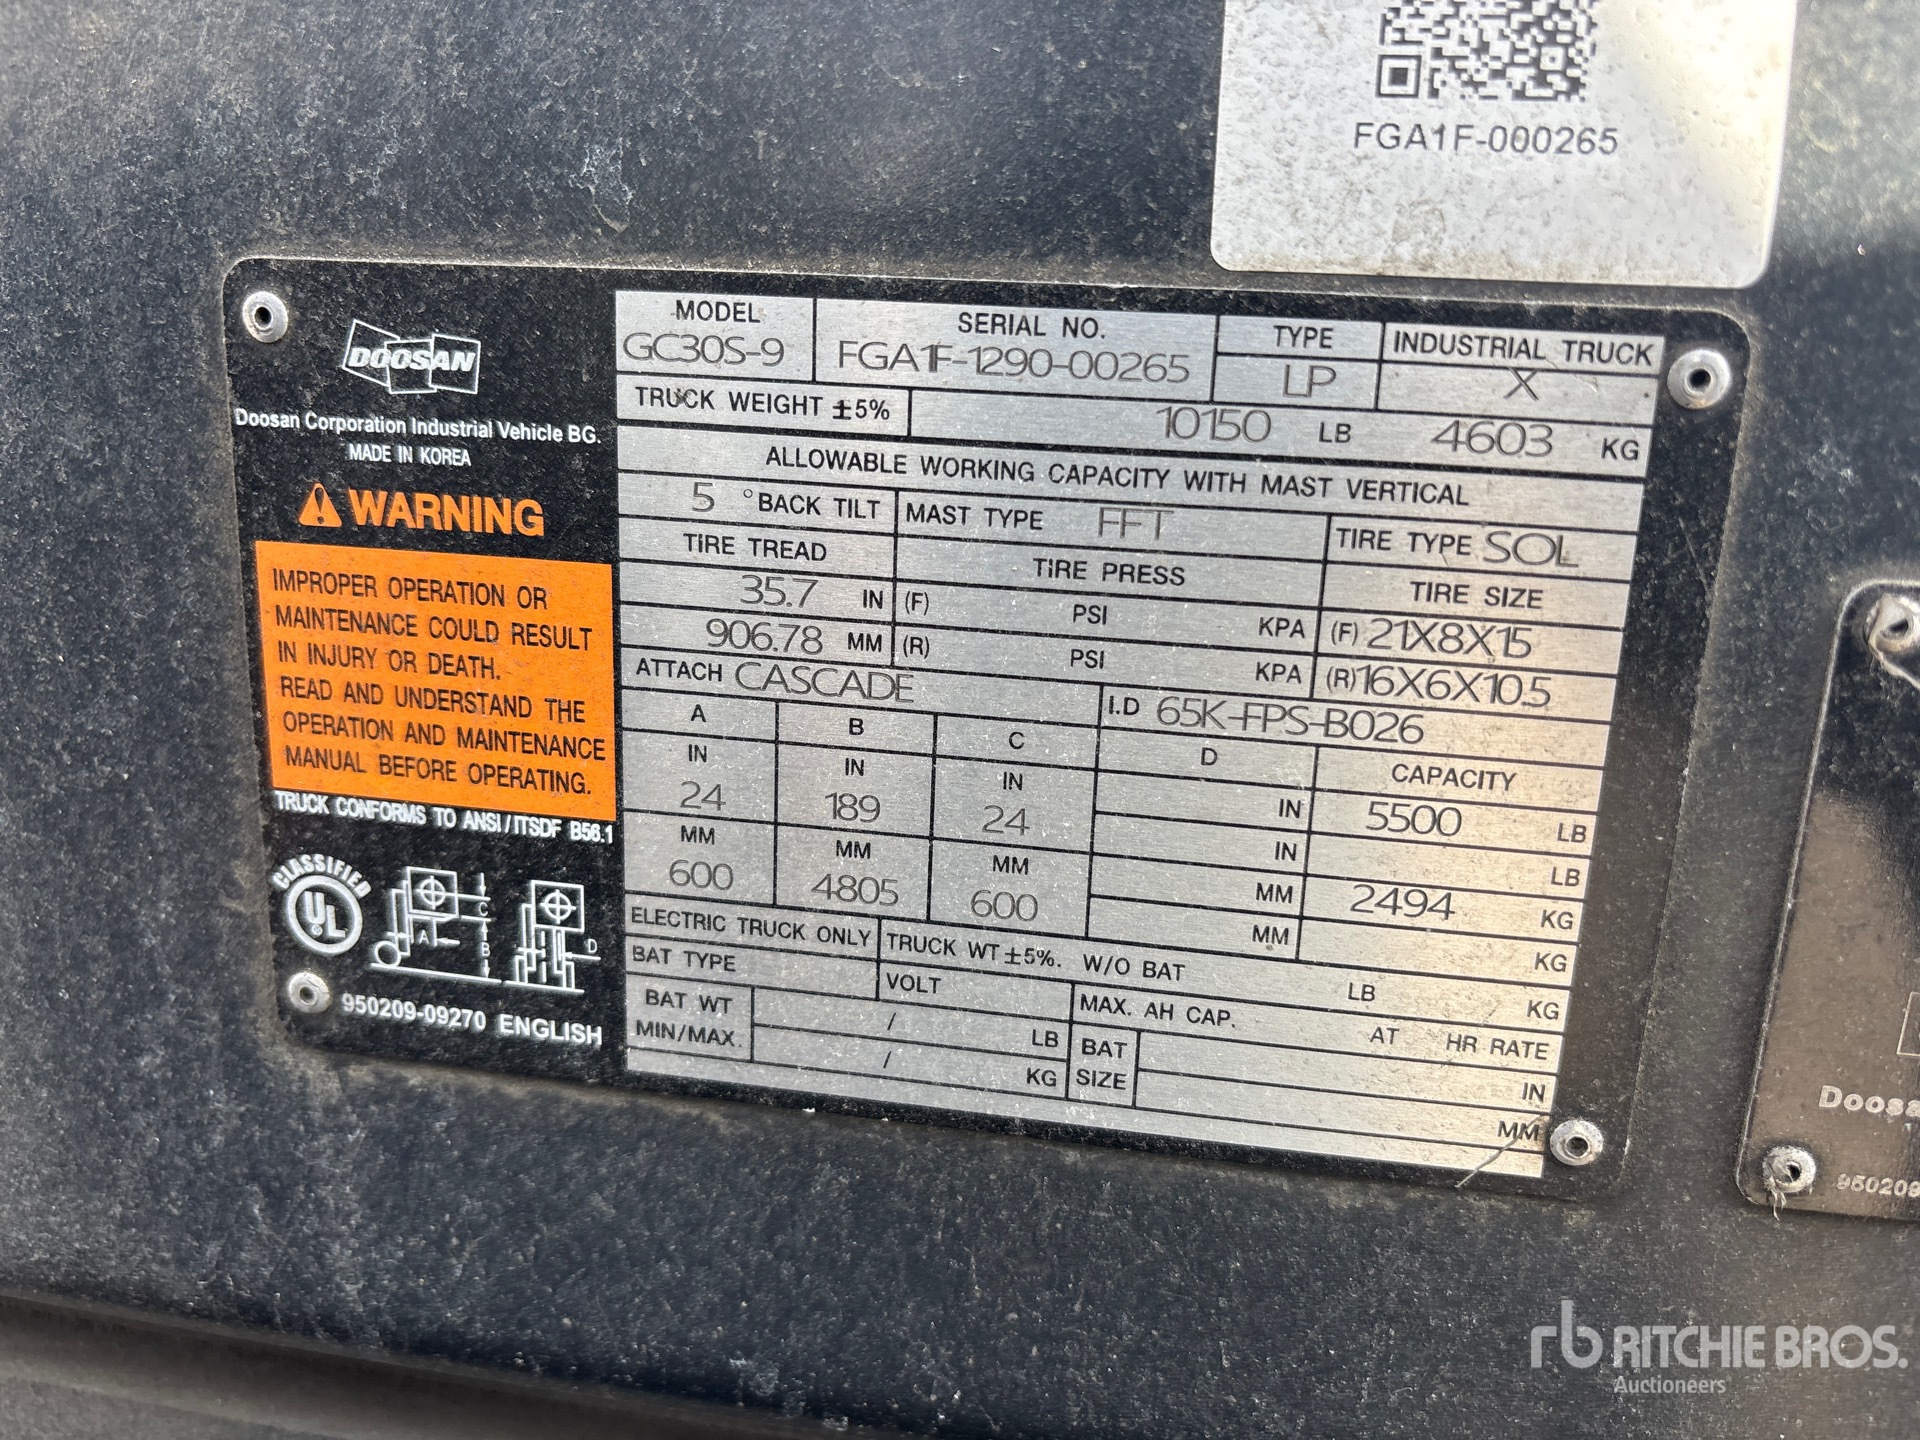 FGA1F-000265
DOOSAN
Doosan Corporation Industrial Vehicle BG.
MADE IN KOREA
WARNING
IMPROPER OPERATION OR
MAINTENANCE COULD RESULT
IN INJURY OR DEATH.
READ AND UNDERSTAND THE
OPERATION AND MAINTENANCE
MANUAL BEFORE OPERATING.
TRUCK CONFORMS TO ANSI/ITSDF B56.1
CLASSIFIED
UL
C
A
B
D
950209-09270 ENGLISH
MODEL SERIAL NO. TYPE INDUSTRIAL TRUCK
GC30S-9 FGA1F-1290-00265 LP X
TRUCK WEIGHT ±5% 10150 LB 4603 KG
ALLOWABLE WORKING CAPACITY WITH MAST VERTICAL
5 °BACK TILT MAST TYPE FFT TIRE TYPE SOL
TIRE TREAD TIRE PRESS TIRE SIZE
35.7 IN (F) PSI KPA (F) 21X8X15
906.78 MM (R) PSI KPA (R) 16X6X10.5
ATTACH CASCADE I.D 65K-FPS-B026
A B C D CAPACITY
IN IN IN IN 5500 LB
24 189 24 IN LB
MM MM MM MM 2494 KG
600 4805 600 MM KG
ELECTRIC TRUCK ONLY TRUCK WT ±5%. W/O BAT LB KG
BAT TYPE VOLT MAX. AH CAP. AT HR RATE
BAT WT / LB BAT IN
MIN/MAX. / KG SIZE MM
Doosa
950209
rb RITCHIE BROS.
Auctioneers